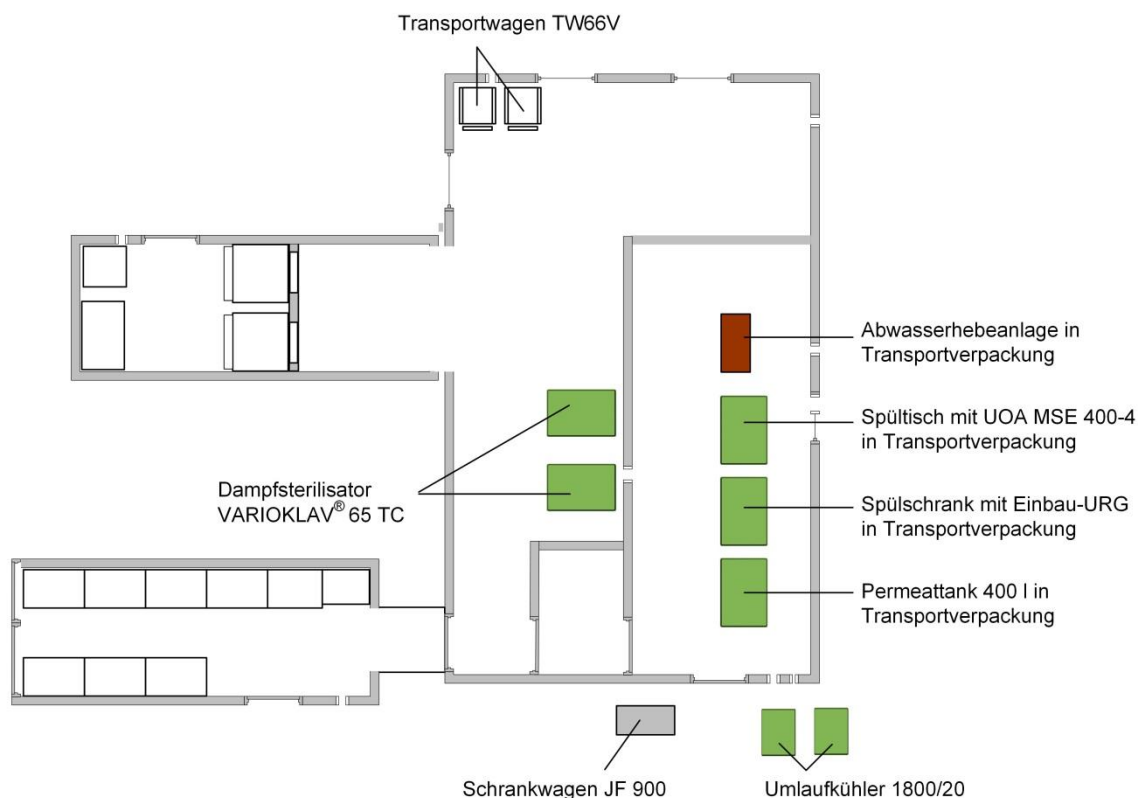 Transportwagen TW66V
Abwasserhebeanlage in
Transportverpackung
Spültisch mit UOA MSE 400-4
in Transportverpackung
Dampfsterilisator
VARIOKLAV® 65 TC
Spülschrank mit Einbau-URG
in Transportverpackung
Permeattank 400 l in
Transportverpackung
Schrankwagen JF 900
Umlaufkühler 1800/20